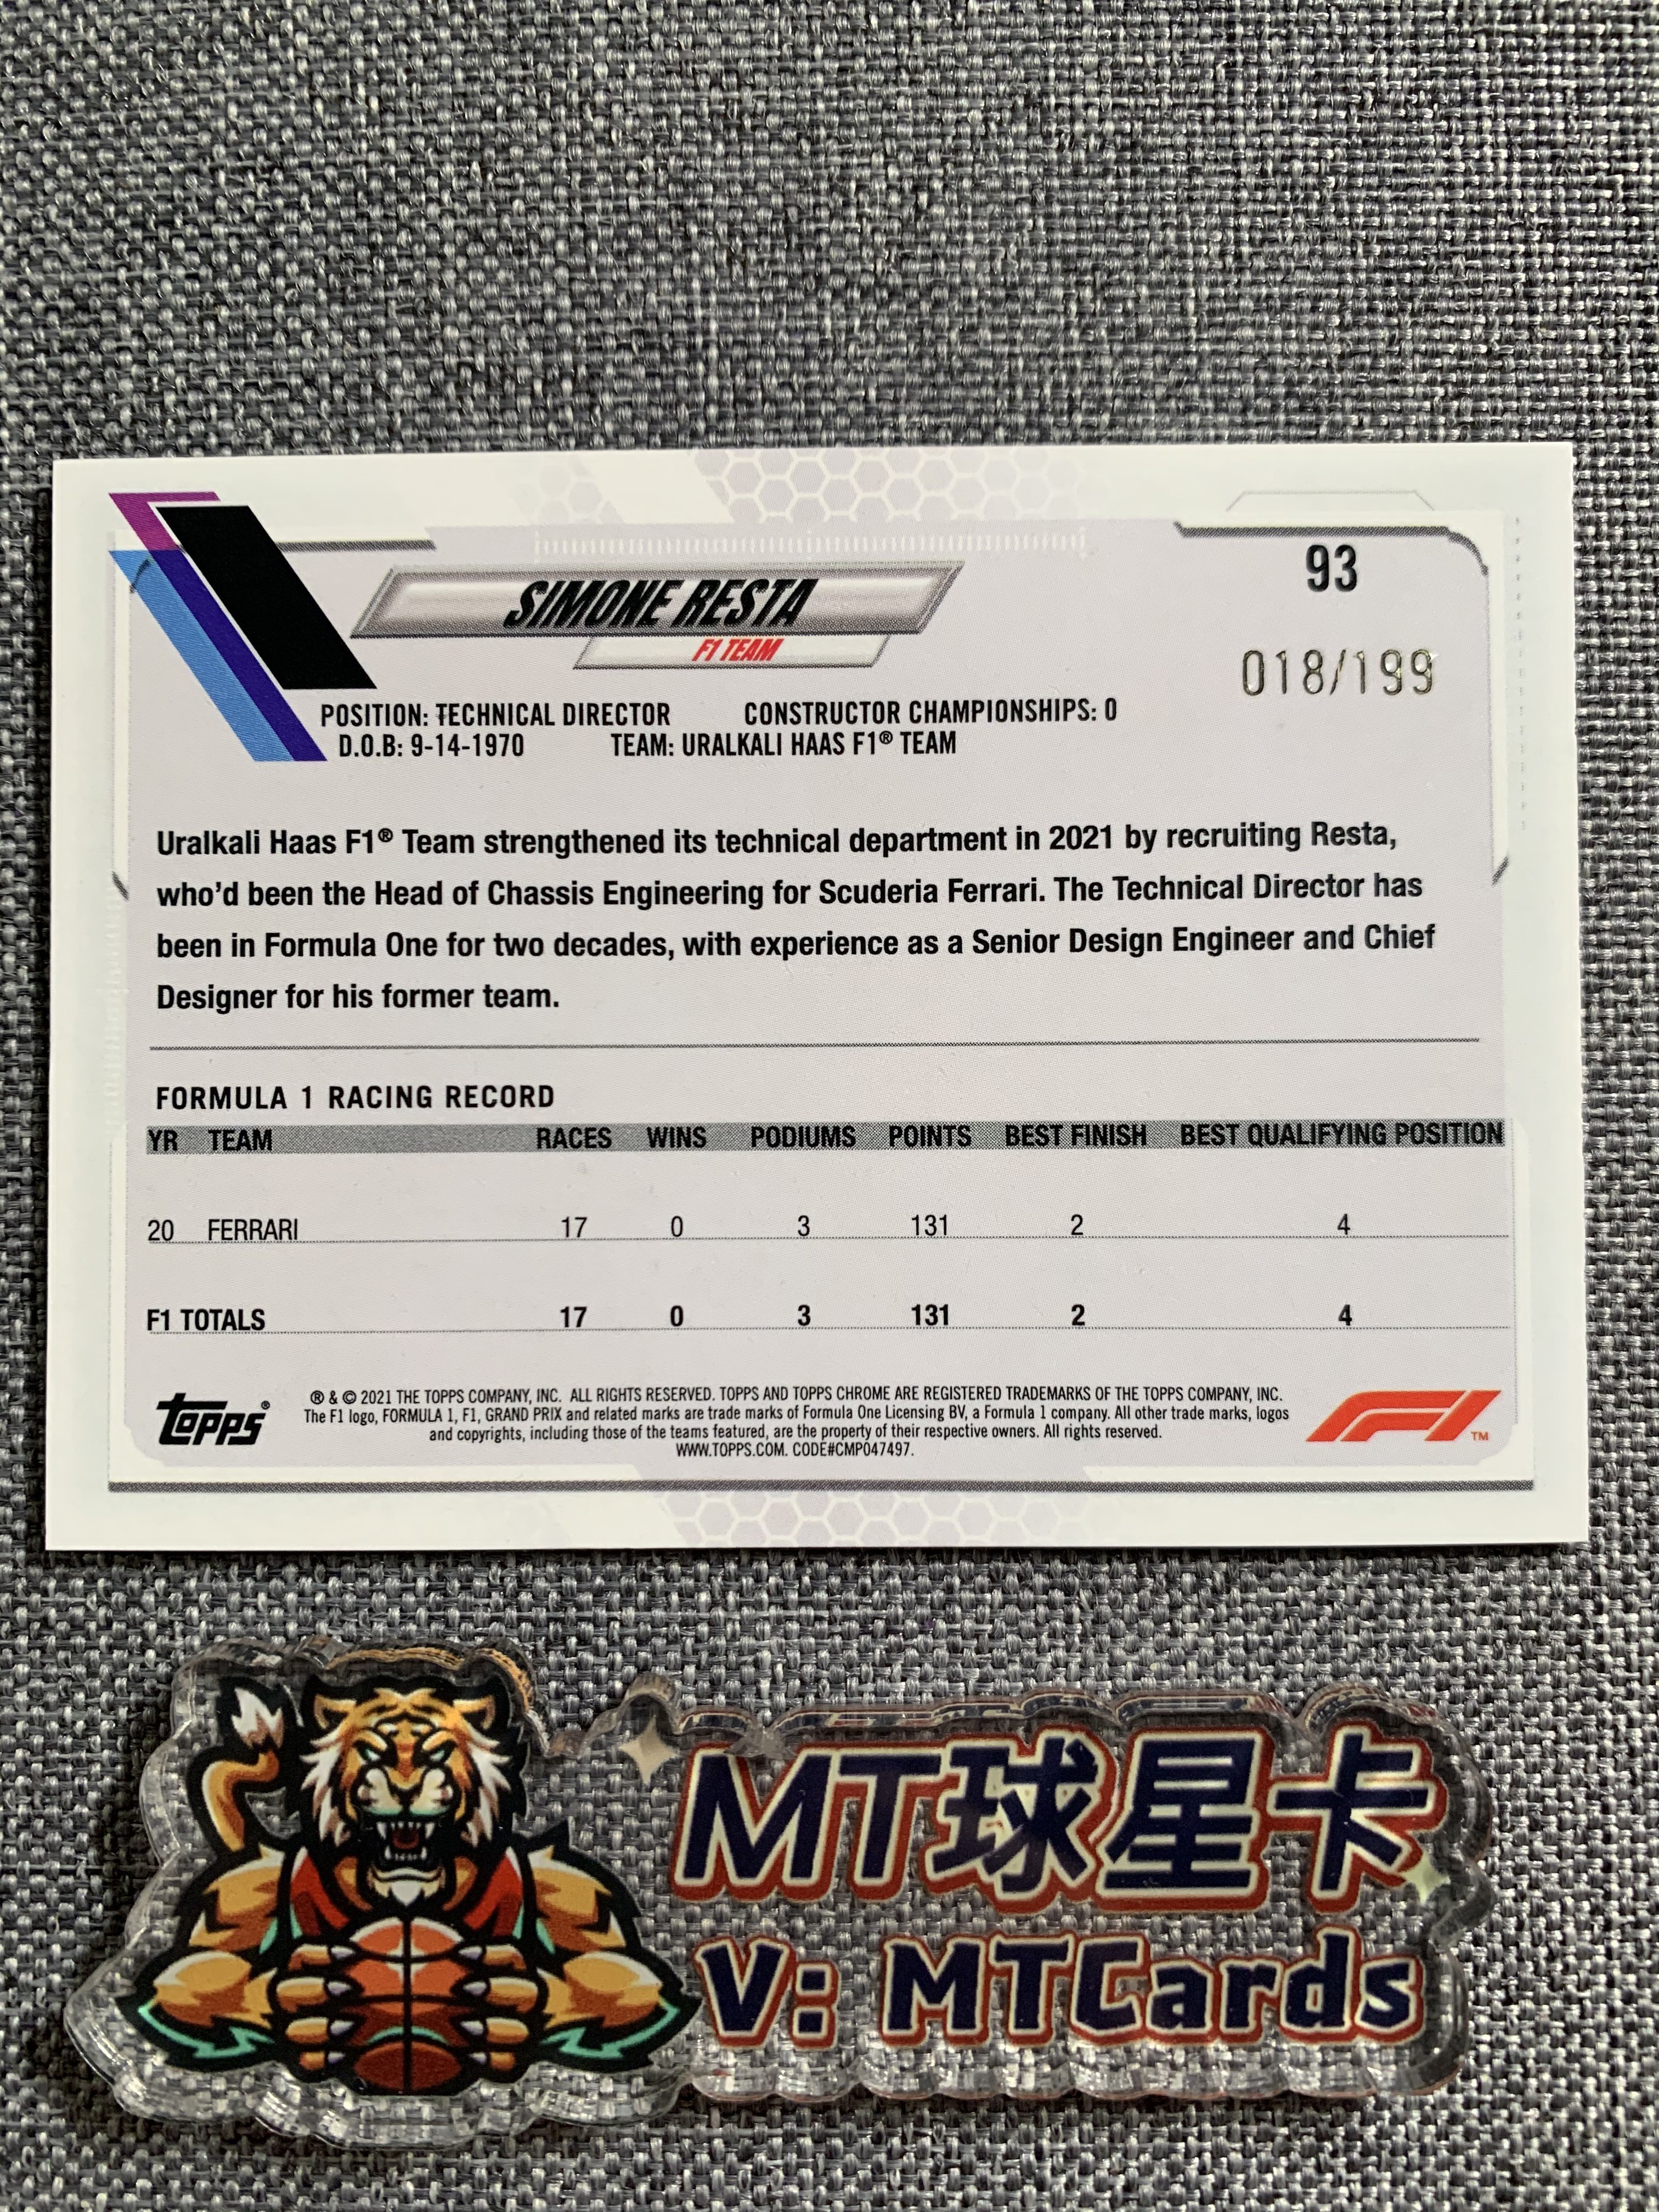 SIMONE RESTA
F1 TEAM
93
018/199
POSITION: TECHNICAL DIRECTOR CONSTRUCTOR CHAMPIONSHIPS: 0
D.O.B: 9-14-1970 TEAM: URALKALI HAAS F1® TEAM
Uralkali Haas F1® Team strengthened its technical department in 2021 by recruiting Resta,
who'd been the Head of Chassis Engineering for Scuderia Ferrari. The Technical Director has
been in Formula One for two decades, with experience as a Senior Design Engineer and Chief
Designer for his former team.
FORMULA 1 RACING RECORD
YR TEAM RACES WINS PODIUMS POINTS BEST FINISH BEST QUALIFYING POSITION
20 FERRARI 17 0 3 131 2 4
F1 TOTALS 17 0 3 131 2 4
Topps®
® & © 2021 THE TOPPS COMPANY, INC. ALL RIGHTS RESERVED. TOPPS AND TOPPS CHROME ARE REGISTERED TRADEMARKS OF THE TOPPS COMPANY, INC.
The F1 logo, FORMULA 1, F1, GRAND PRIX and related marks are trade marks of Formula One Licensing BV, a Formula 1 company. All other trade marks, logos
and copyrights, including those of the teams featured, are the property of their respective owners. All rights reserved.
WWW.TOPPS.COM. CODE#CMP047497.
F1™
MT球星卡
V: MTCards